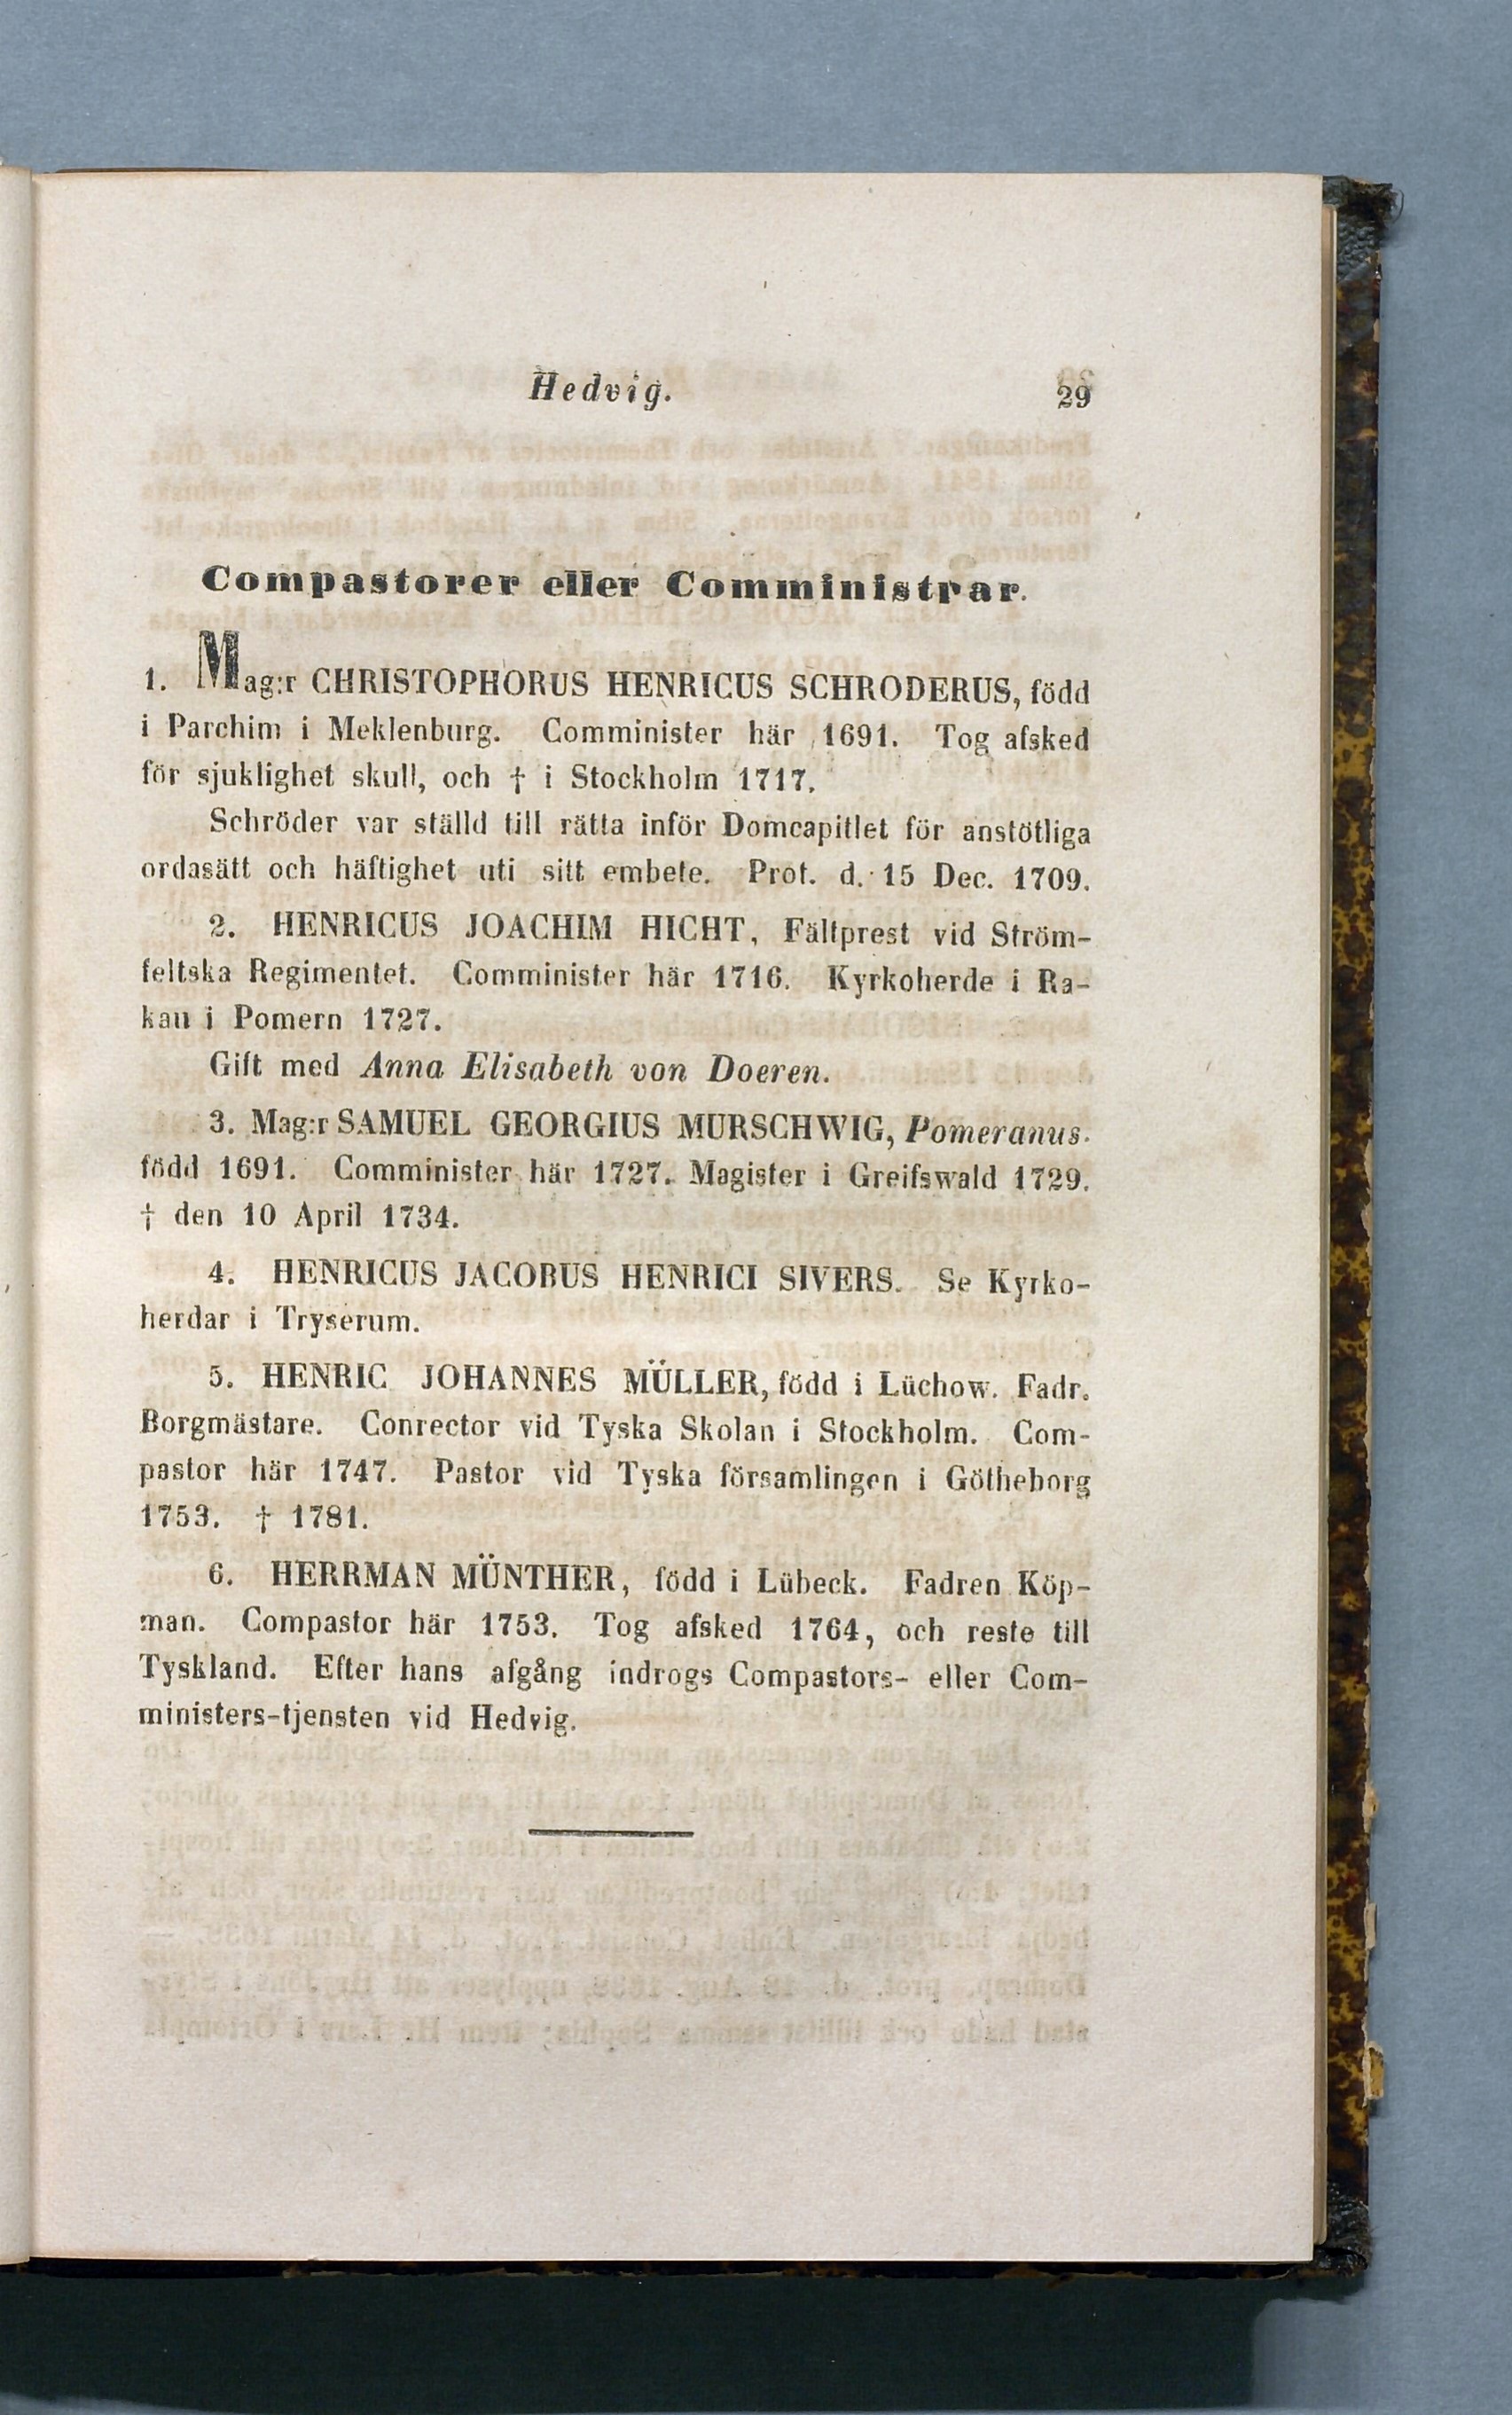 Hedvig.
29
Compastorer eller Comministrar.
1. Mag:r CHRISTOPHORUS HENRICUS SCHRODERUS, född
i Parchim i Meklenburg. Comminister här 1691. Tog afsked
för sjuklighet skull, och † i Stockholm 1717.
Schröder var ställd till rätta inför Domcapitlet för anstötliga
ordasätt och häftighet uti sitt embete. Prot. d. 15 Dec. 1709.
2. HENRICUS JOACHIM HICHT, Fältprest vid Ström-
feltska Regimentet. Comminister här 1716. Kyrkoherde i Ra-
kau i Pomern 1727.
Gift med Anna Elisabeth von Doeren.
3. Mag:r SAMUEL GEORGIUS MURSCHWIG, Pomeranus.
född 1691. Comminister här 1727. Magister i Greifswald 1729.
† den 10 April 1734.
4. HENRICUS JACOBUS HENRICI SIVERS. Se Kyrko-
herdar i Tryserum.
5. HENRIC JOHANNES MÜLLER, född i Lüchow. Fadr.
Borgmästare. Conrector vid Tyska Skolan i Stockholm. Com-
pastor här 1747. Pastor vid Tyska församlingen i Götheborg
1753. † 1781.
6. HERRMAN MÜNTHER, född i Lübeck. Fadren Köp-
man. Compastor här 1753. Tog afsked 1764, och reste till
Tyskland. Efter hans afgång indrogs Compastors- eller Com-
ministers-tjensten vid Hedvig.